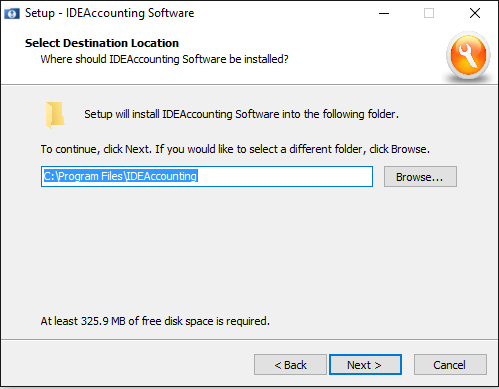 Setup - IDEAccounting Software
Select Destination Location
Where should IDEAccounting Software be installed?
Setup will install IDEAccounting Software into the following folder.
To continue, click Next. If you would like to select a different folder, click Browse.
C:\Program Files\IDEAccounting
Browse...
At least 325.9 MB of free disk space is required.
< Back
Next >
Cancel